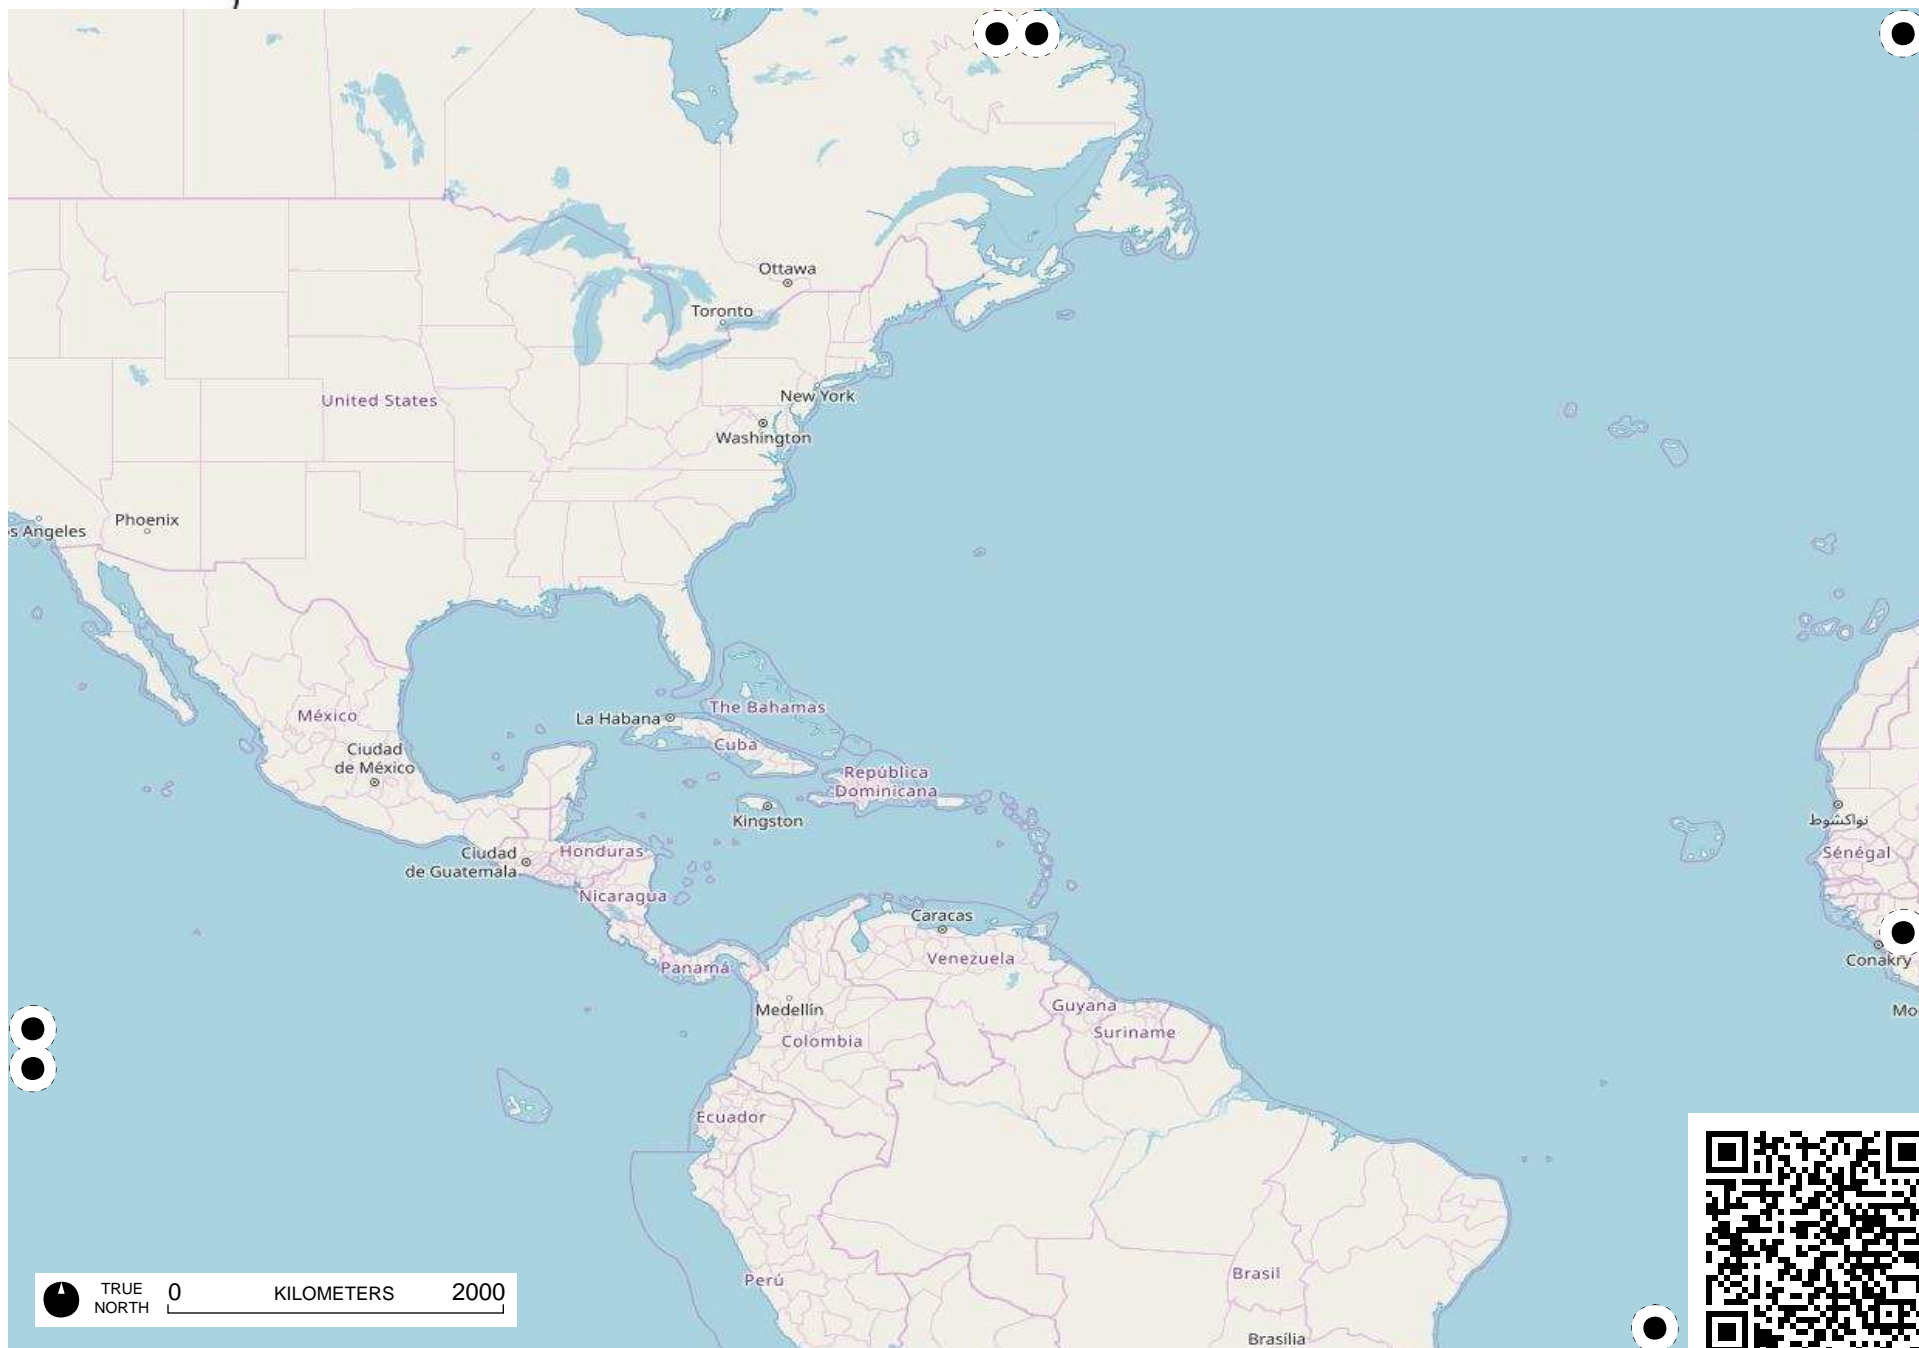 Ottawa
Toronto
New York
United States
Washington
Phoenix
s Angeles
México
La Habana
The Bahamas
Cuba
Ciudad
de México
República
Dominicana
Kingston
نواكشوط
Honduras
Ciudad
de Guatemala
Sénégal
Nicaragua
Caracas
Venezuela
Conakry
Panamá
Guyana
Medellín
Mo
Suriname
Colombia
Ecuador
Brasil
Perú
TRUE
NORTH
0 KILOMETERS 2000
Brasília